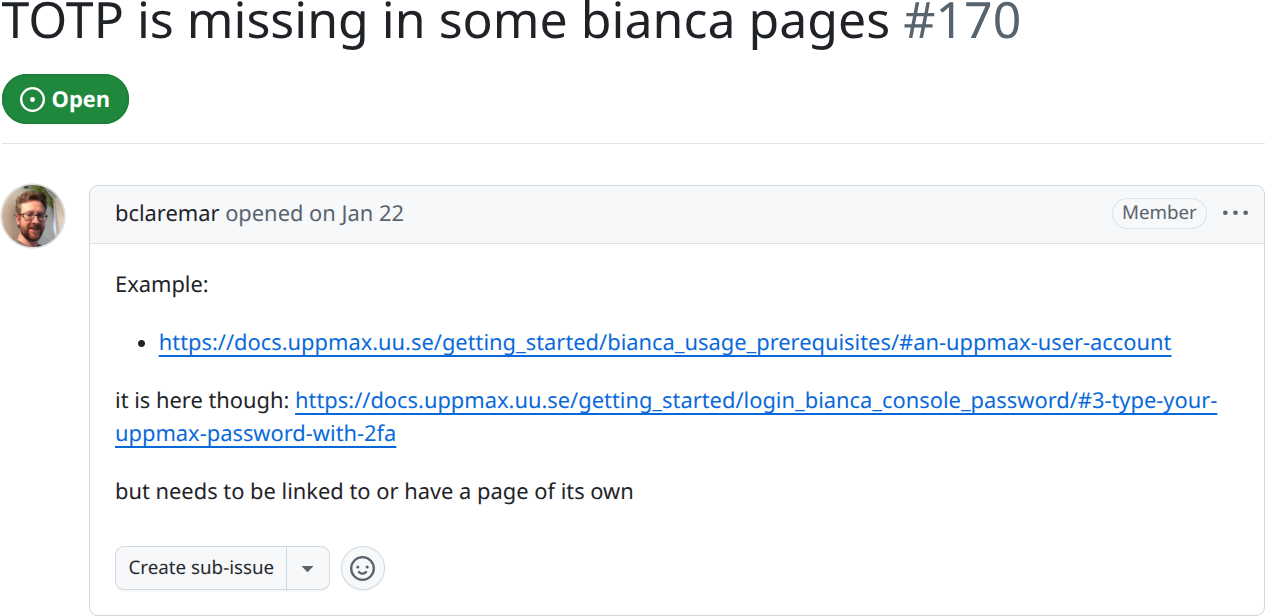 TOTP is missing in some bianca pages #170
Open
bclaremar opened on Jan 22
Member
Example:
https://docs.uppmax.uu.se/getting_started/bianca_usage_prerequisites/#an-uppmax-user-account
it is here though: https://docs.uppmax.uu.se/getting_started/login_bianca_console_password/#3-type-your-
uppmax-password-with-2fa
but needs to be linked to or have a page of its own
Create sub-issue